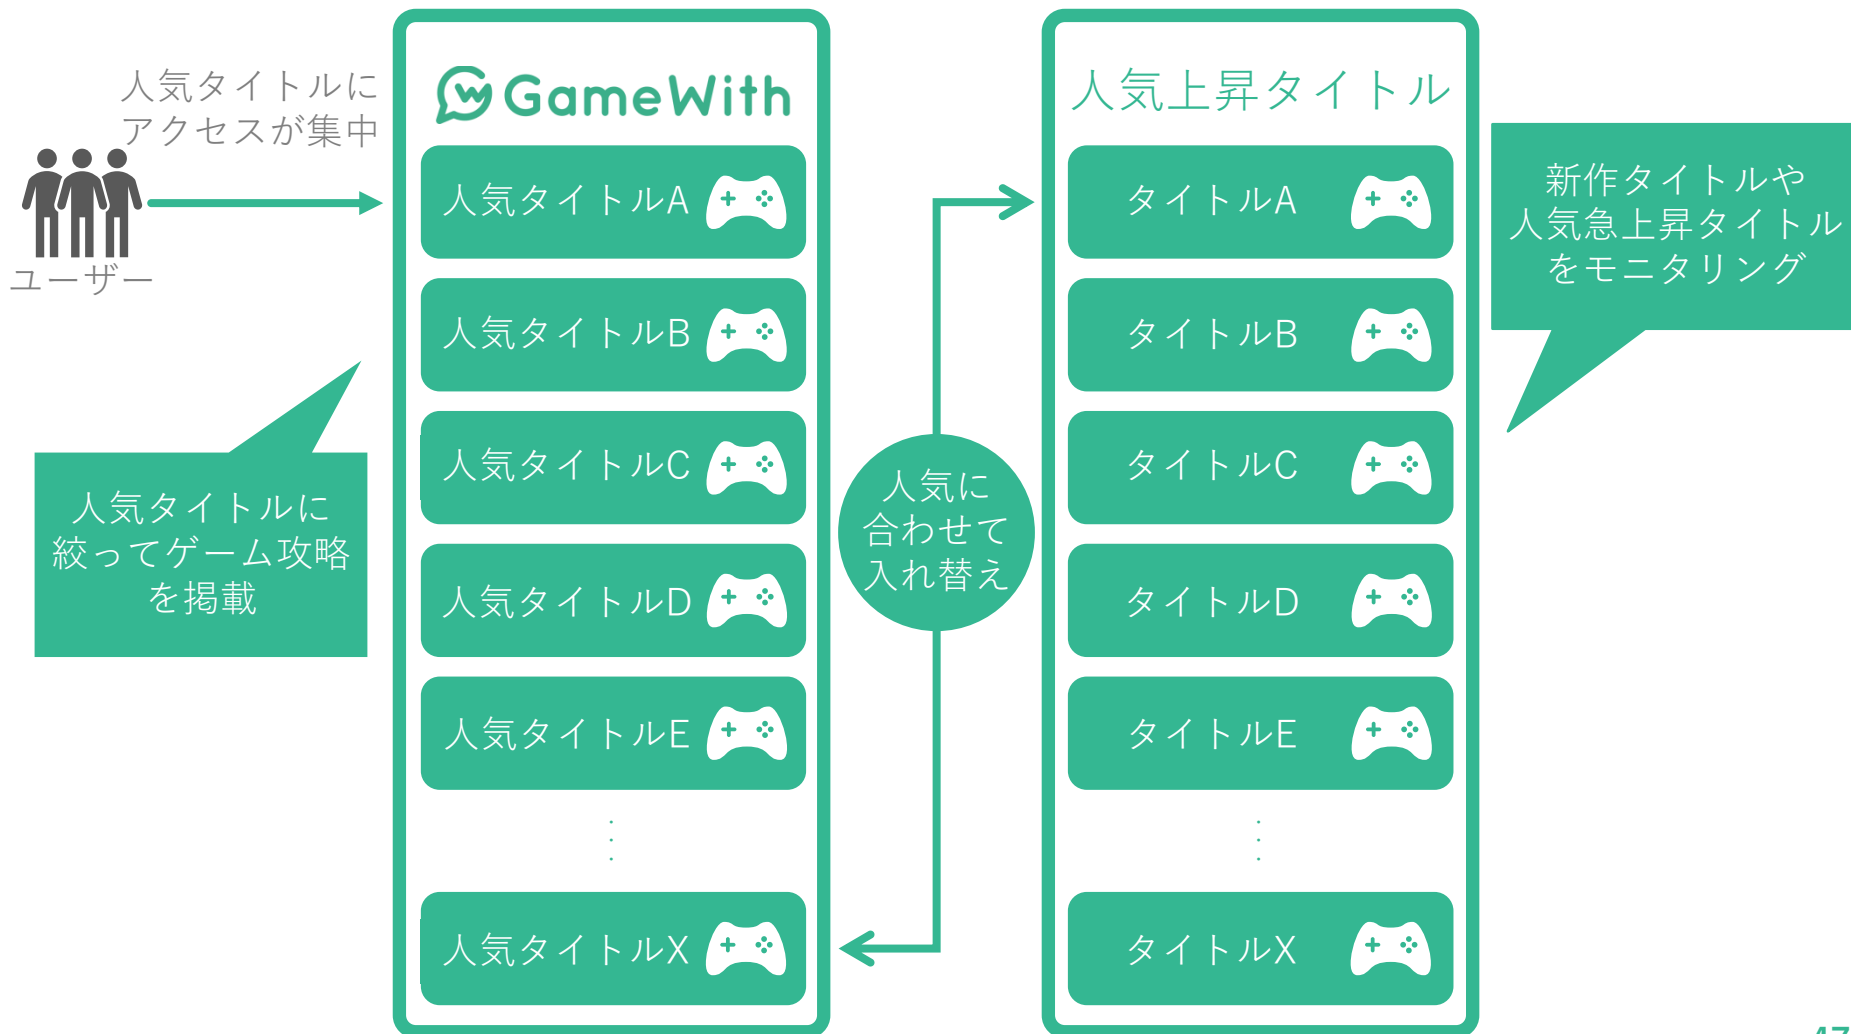 人気タイトルに
アクセスが集中
ユーザー
人気タイトルに
絞ってゲーム攻略
を掲載
GameWith
人気タイトルA
人気タイトルB
人気タイトルC
人気タイトルD
人気タイトルE
人気タイトルX
人気に
合わせて
入れ替え
人気上昇タイトル
タイトルA
タイトルB
タイトルC
タイトルD
タイトルE
タイトルX
新作タイトルや
人気急上昇タイトル
をモニタリング
47